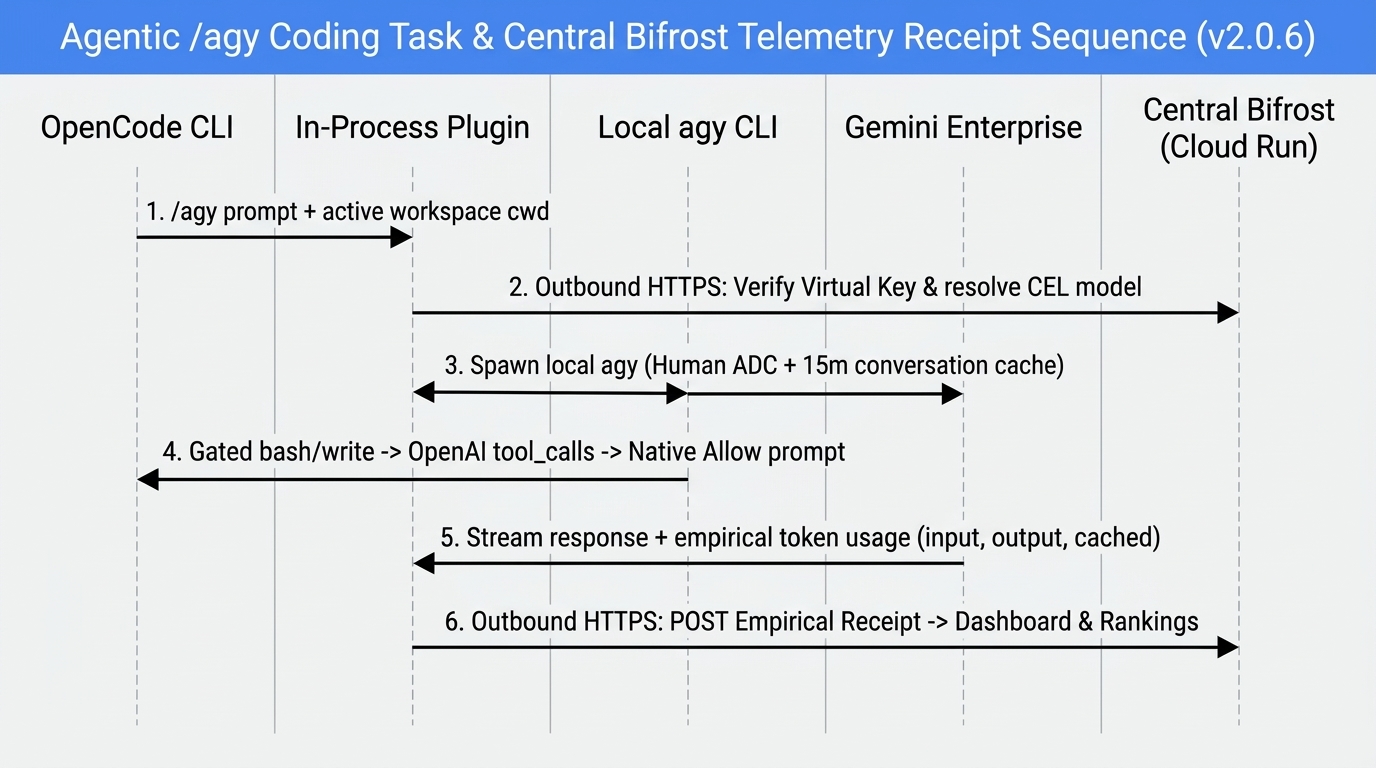 Agentic /agy Coding Task & Central Bifrost Telemetry Receipt Sequence (v2.0.6)
OpenCode CLI
In-Process Plugin
Local agy CLI
Gemini Enterprise
Central Bifrost
(Cloud Run)
1. /agy prompt + active workspace cwd
2. Outbound HTTPS: Verify Virtual Key & resolve CEL model
3. Spawn local agy (Human ADC + 15m conversation cache)
4. Gated bash/write -> OpenAI tool_calls -> Native Allow prompt
5. Stream response + empirical token usage (input, output, cached)
6. Outbound HTTPS: POST Empirical Receipt -> Dashboard & Rankings